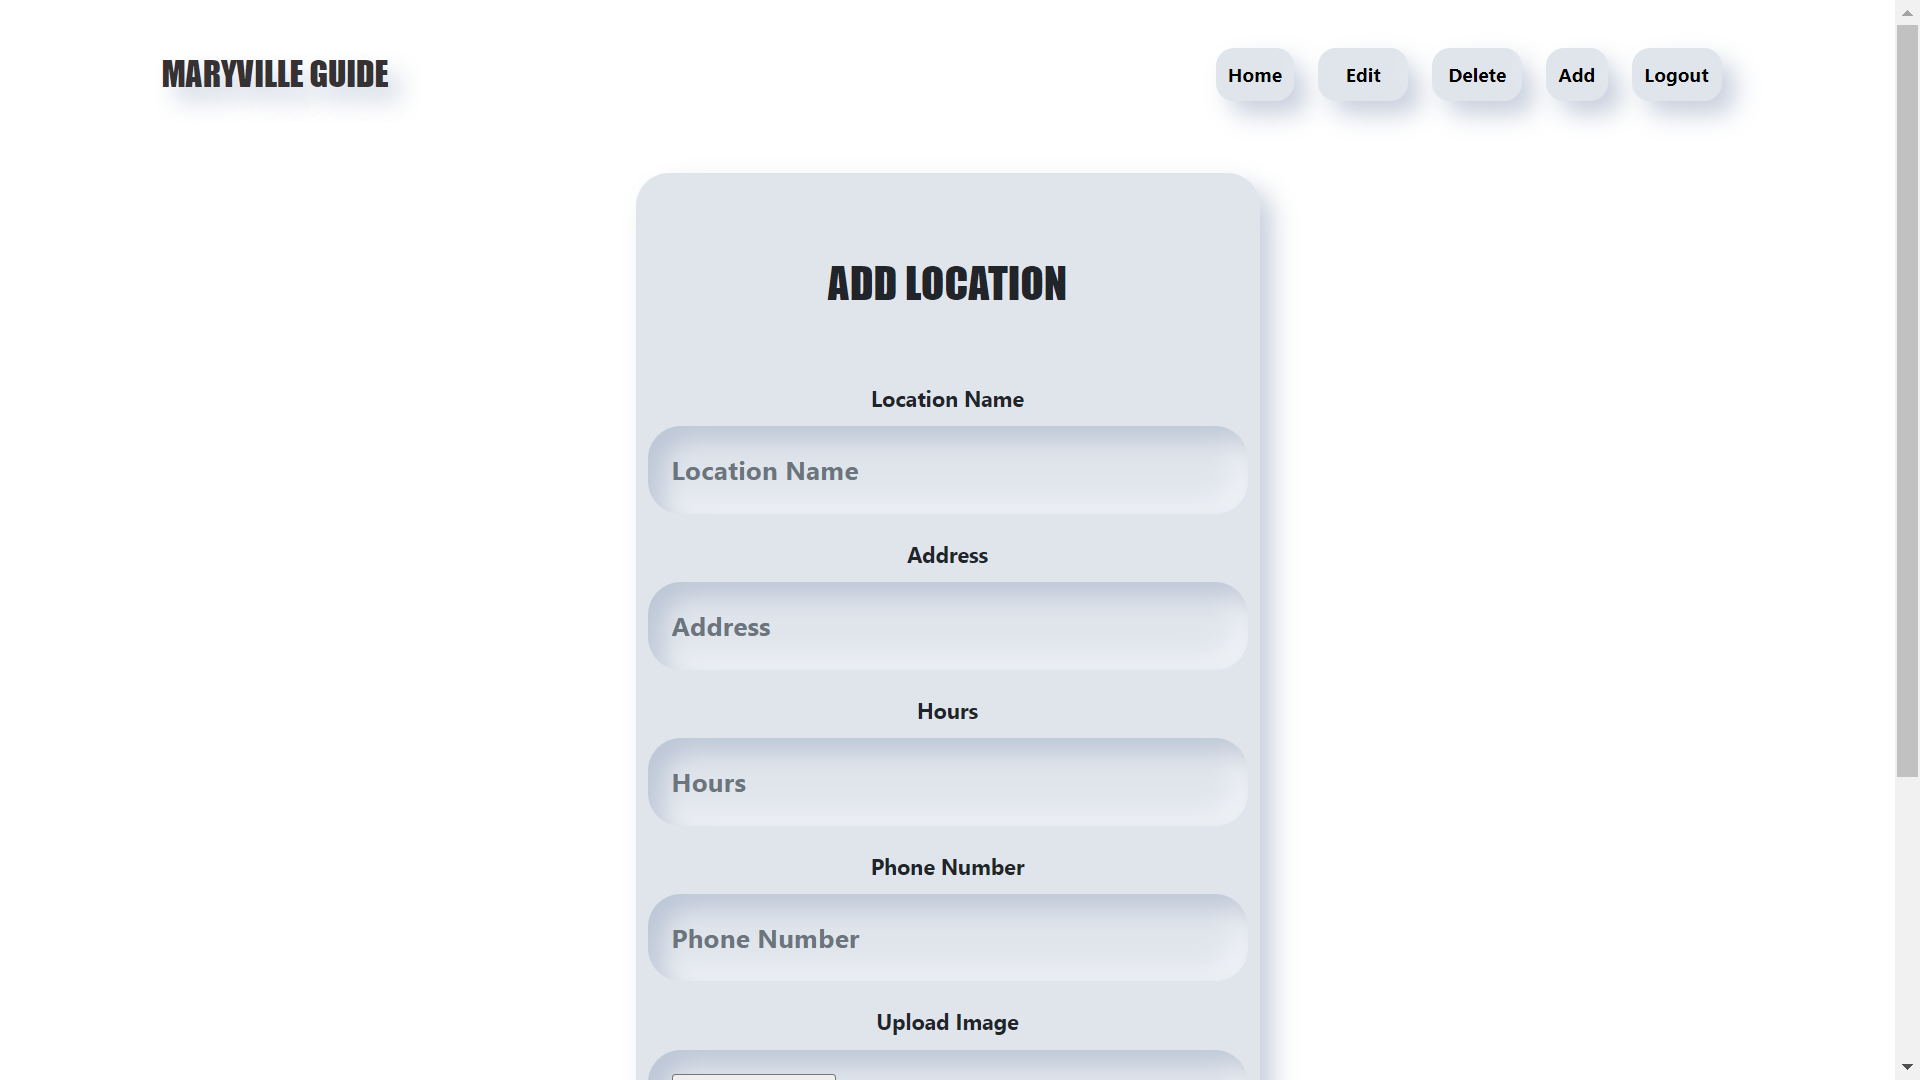 MARYVILLE GUIDE
Home Edit Delete Add Logout
ADD LOCATION
Location Name
Location Name
Address
Address
Hours
Hours
Phone Number
Phone Number
Upload Image